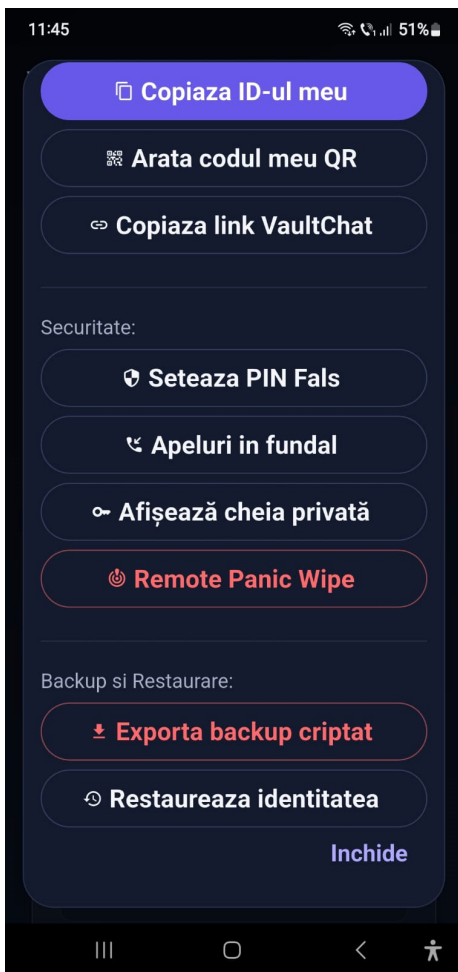 11:45
51%
Copiaza ID-ul meu
Arata codul meu QR
Copiaza link VaultChat
Securitate:
Seteaza PIN Fals
Apeluri in fundal
Afișează cheia privată
Remote Panic Wipe
Backup si Restaurare:
Exporta backup criptat
Restaureaza identitatea
Inchide